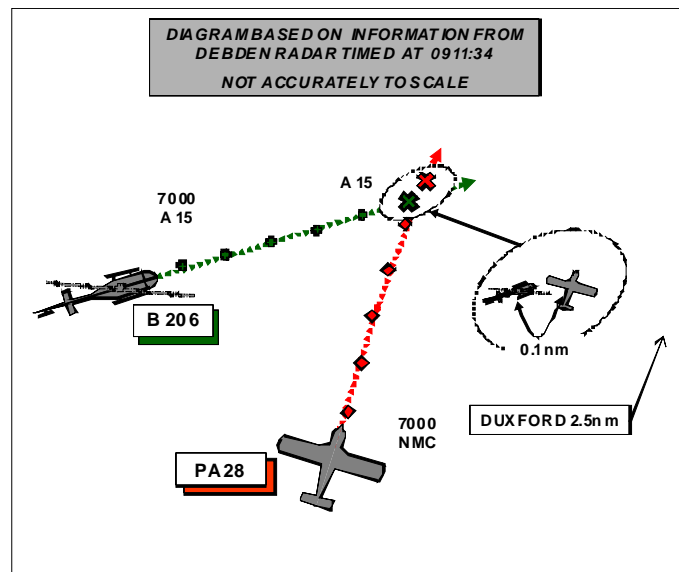 DIAGRAM BASED ON INFORMATION FROM
DEBDEN RADAR TIMED AT 0911:34
NOT ACCURATELY TO SCALE
7000
A 15
A 15
B 206
0.1nm
7000
NMC
DUXFORD 2.5nm
PA28